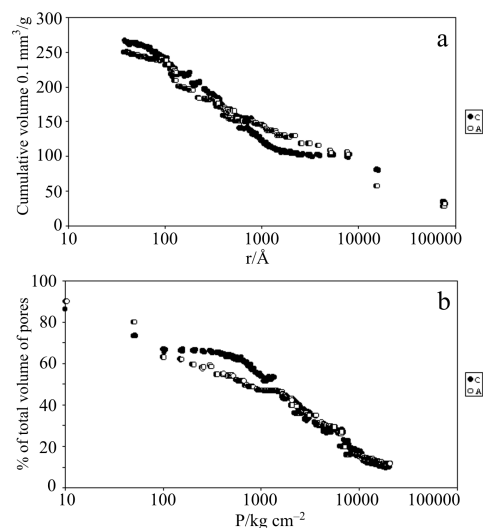 a
300
250
200
150
100
50
0
Cumulative volume 0.1 mm³/g
10 100 1000 10000 100000
r/Å
C
A
b
100
80
60
40
20
0
% of total volume of pores
10 100 1000 10000 100000
P/kg cm⁻²
C
A